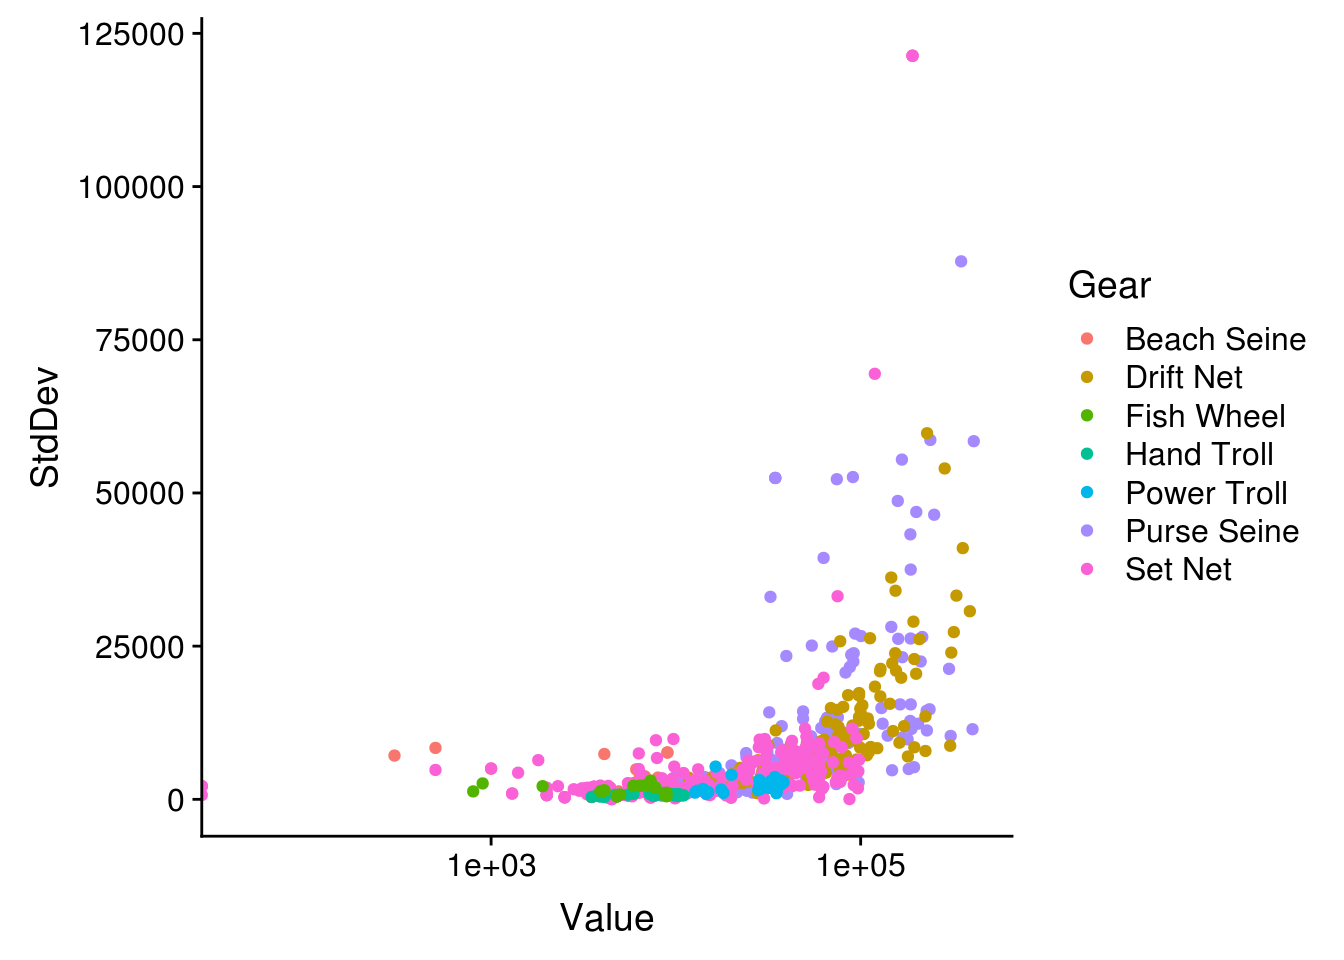 125000
100000
75000
50000
25000
0
StdDev
1e+03
1e+05
Value
Gear
Beach Seine
Drift Net
Fish Wheel
Hand Troll
Power Troll
Purse Seine
Set Net